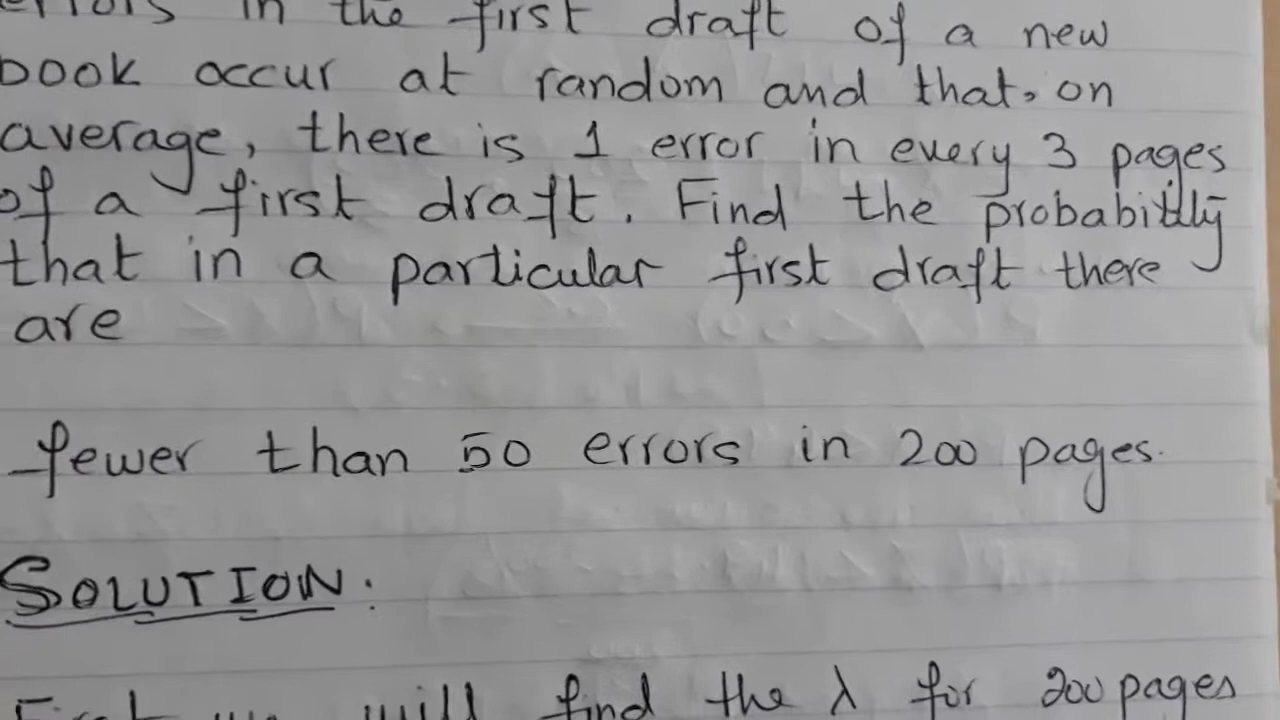 errors in the first draft of a new
book occur at random and that, on
average, there is 1 error in every 3 pages
of a first draft. Find the probability
that in a particular first draft there
are
fewer than 50 errors in 200 pages.
SOLUTION:
First we will find the λ for 200 pages